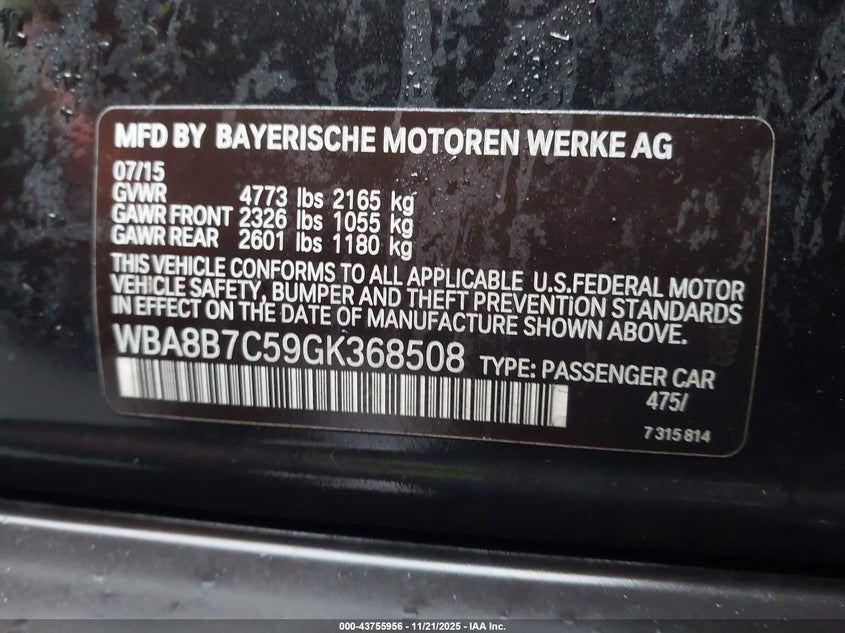 MFD BY BAYERISCHE MOTOREN WERKE AG
07/15
GVWR 4773 lbs 2165 kg
GAWR FRONT 2326 lbs 1055 kg
GAWR REAR 2601 lbs 1180 kg
THIS VEHICLE CONFORMS TO ALL APPLICABLE U.S.FEDERAL MOTOR
VEHICLE SAFETY, BUMPER AND THEFT PREVENTION STANDARDS
IN EFFECT ON THE DATE OF MANUFACTURE SHOWN ABOVE.
WBA8B7C59GK368508 TYPE: PASSENGER CAR
475/
7 315 814
000-43755956 - 11/21/2025 - IAA Inc.